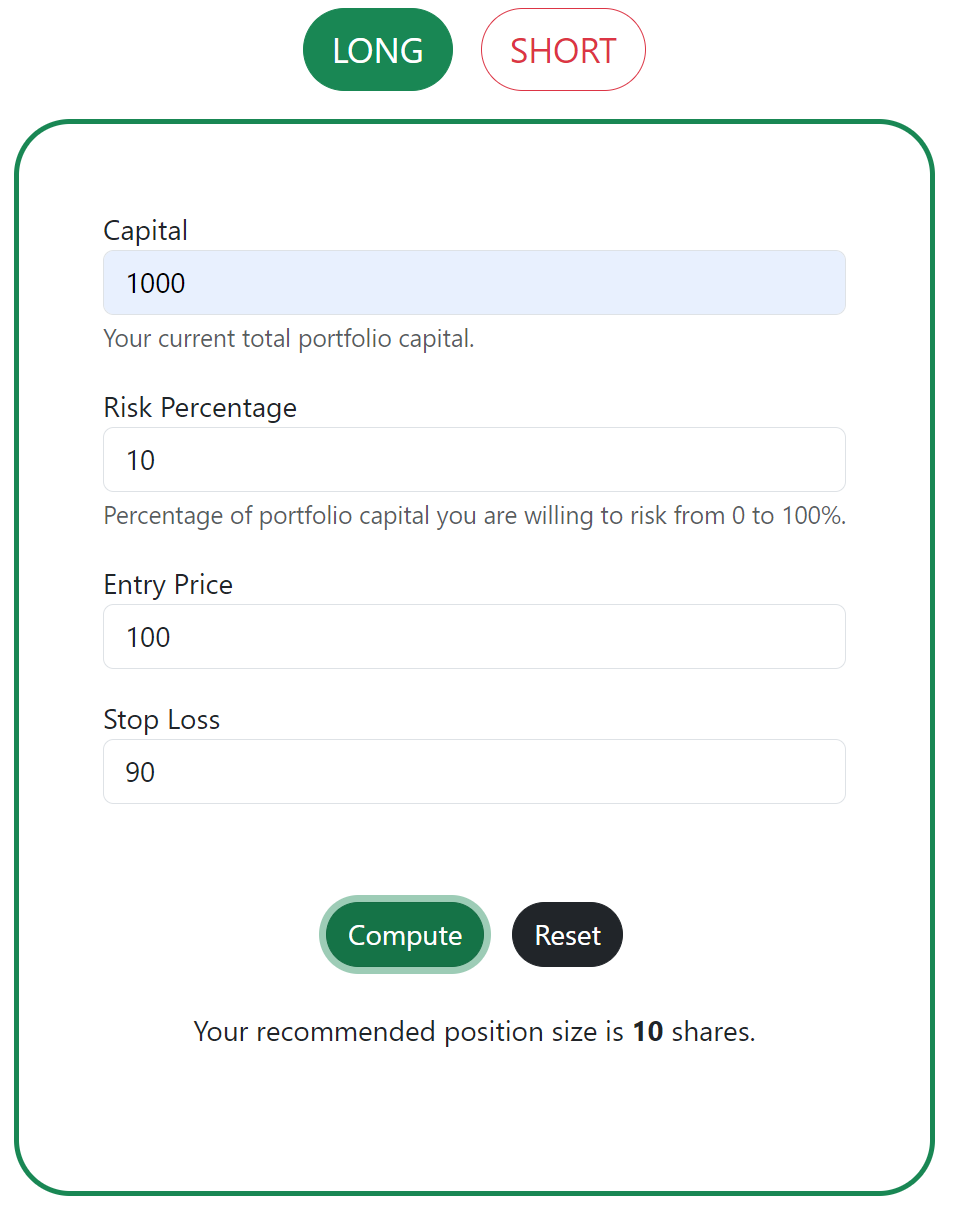 LONG SHORT
Capital
1000
Your current total portfolio capital.
Risk Percentage
10
Percentage of portfolio capital you are willing to risk from 0 to 100%.
Entry Price
100
Stop Loss
90
Compute Reset
Your recommended position size is 10 shares.